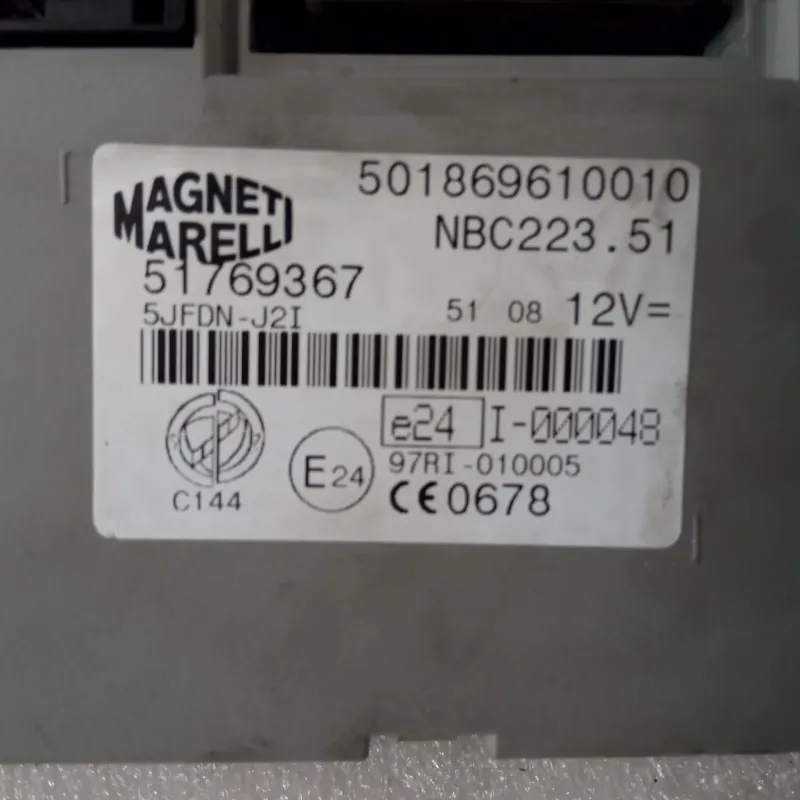 MAGNETI
MARELLI
501869610010
NBC223.51
51769367
5JFDN-J2I
51 08 12V=
e24 I-000048
E24
97RI-010005
C144
CE0678